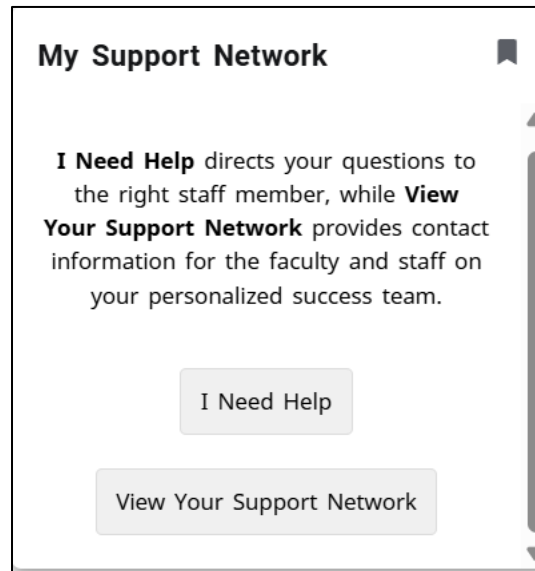 My Support Network
I Need Help directs your questions to
the right staff member, while View
Your Support Network provides contact
information for the faculty and staff on
your personalized success team.
I Need Help
View Your Support Network